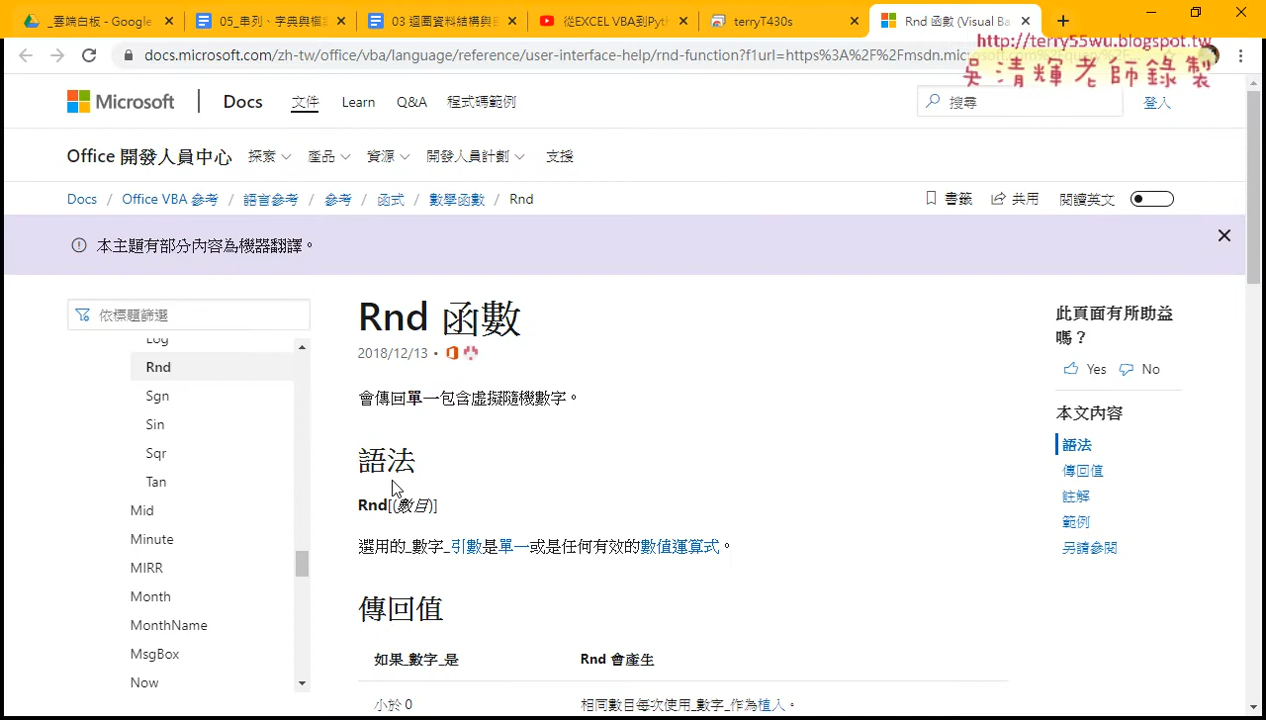 _雲端白板 - Google
05_串列、字典與檔
03 迴圈資料結構與自
從EXCEL VBA到Pyth
terryT430s
Rnd 函數 (Visual Ba
http://terry55wu.blogspot.tw
docs.microsoft.com/zh-tw/office/vba/language/reference/user-interface-help/rnd-function?f1url=https%3A%2F%2Fmsdn.mic
吳清輝老師錄製
Microsoft
Docs
文件
Learn
Q&A
程式碼範例
搜尋
登入
Office 開發人員中心
探索
產品
資源
開發人員計劃
支援
Docs / Office VBA 參考 / 語言參考 / 參考 / 函式 / 數學函數 / Rnd
書籤
共用
閱讀英文
本主題有部分內容為機器翻譯。
依標題篩選
Log
Rnd
Sgn
Sin
Sqr
Tan
Mid
Minute
MIRR
Month
MonthName
MsgBox
Now
Rnd 函數
2018/12/13 •
會傳回單一包含虛擬隨機數字。
語法
Rnd[(數目)]
選用的_數字_引數是單一或是任何有效的數值運算式。
傳回值
如果_數字_是
Rnd 會產生
小於 0
相同數目每次使用_數字_作為植入。
此頁面有所助益
嗎？
Yes
No
本文內容
語法
傳回值
註解
範例
另請參閱